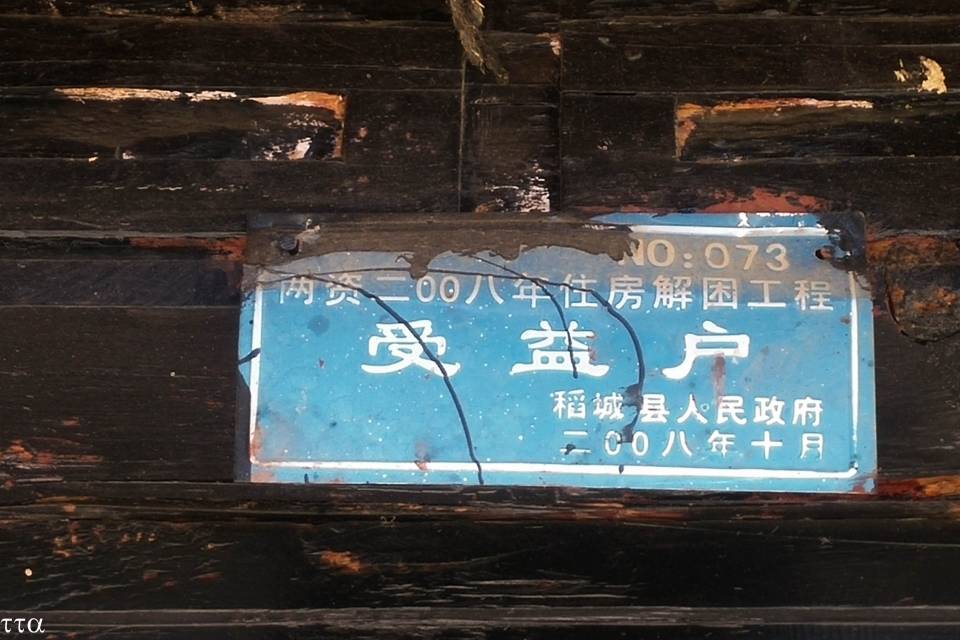 NO:073
两资二00八年住房解困工程
受益户
稻城县人民政府
二00八年十月
ττα